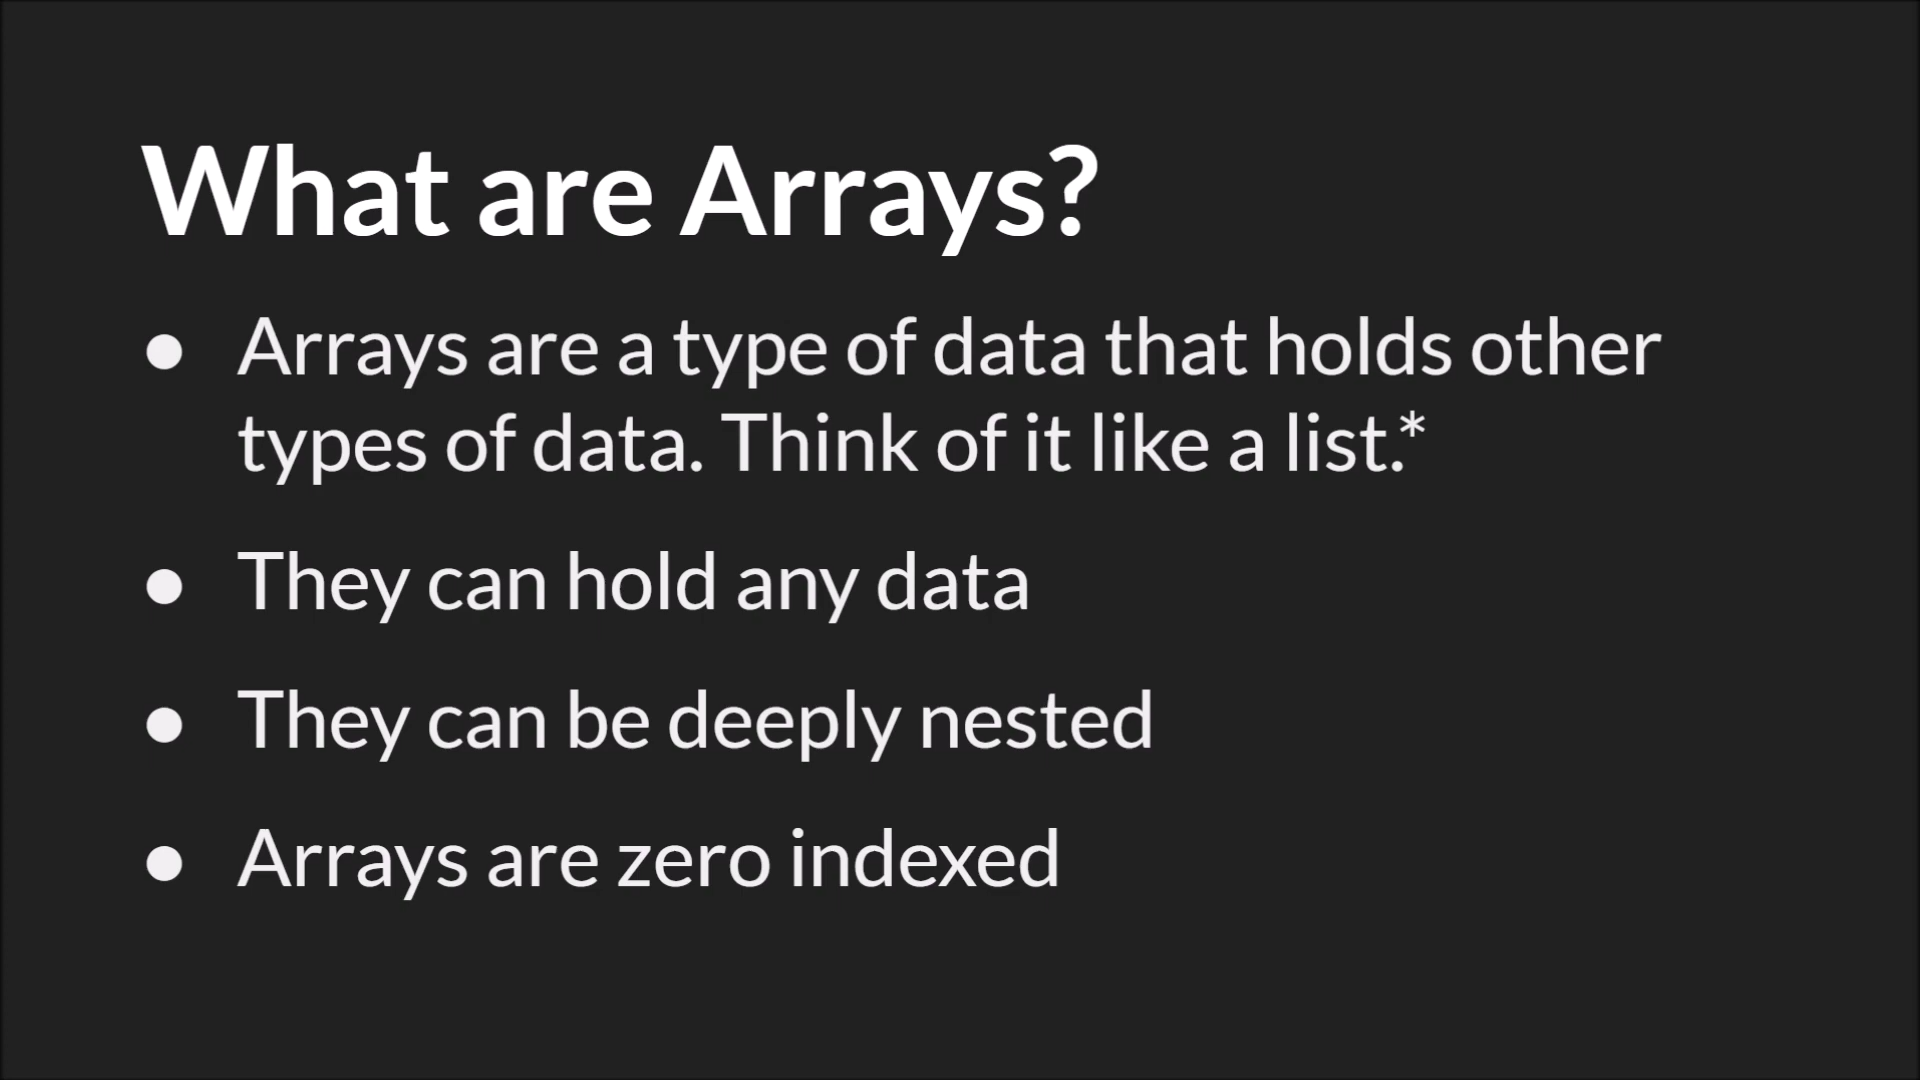 What are Arrays?
● Arrays are a type of data that holds other
types of data. Think of it like a list.*
● They can hold any data
● They can be deeply nested
● Arrays are zero indexed